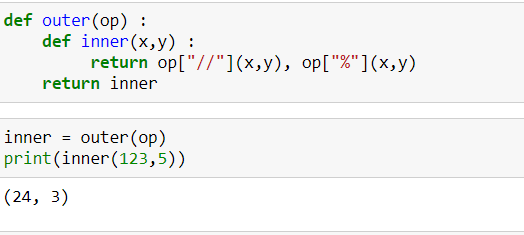 def outer(op) :
    def inner(x,y) :
        return op["//"](x,y), op["%"](x,y)
    return inner
inner = outer(op)
print(inner(123,5))
(24, 3)